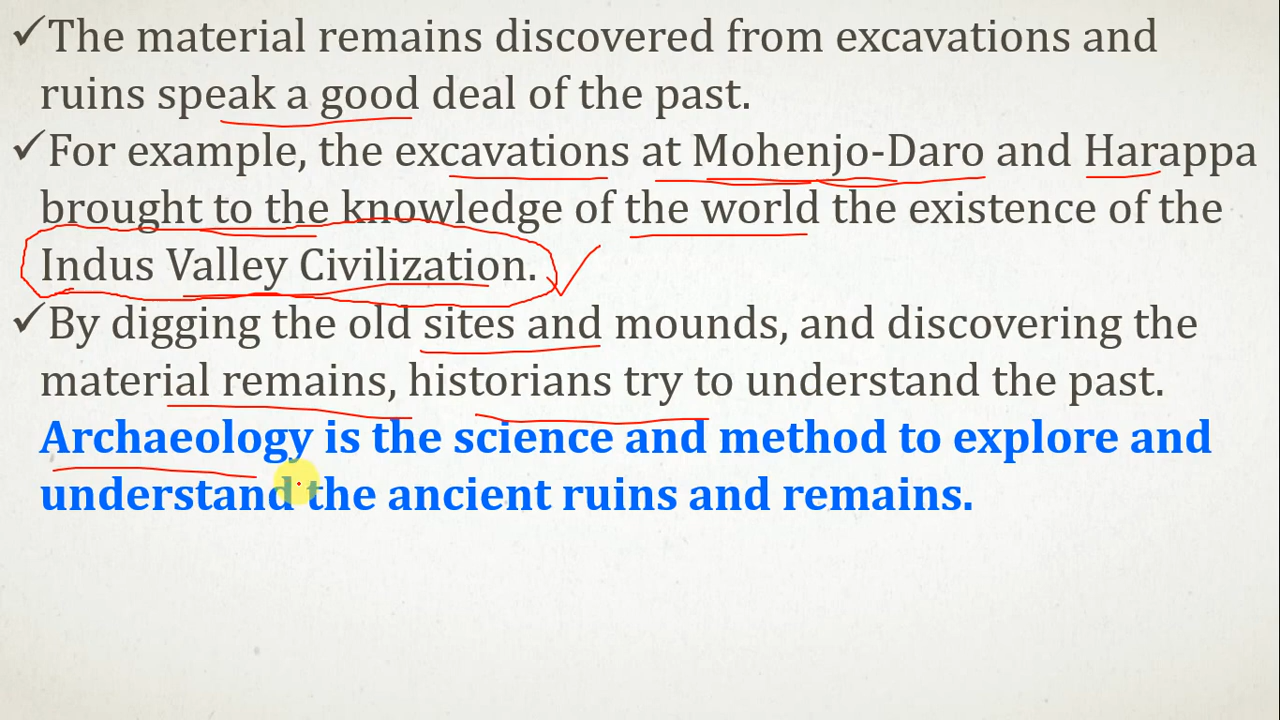 ✓The material remains discovered from excavations and
ruins speak a good deal of the past.
✓For example, the excavations at Mohenjo-Daro and Harappa
brought to the knowledge of the world the existence of the
Indus Valley Civilization.
✓By digging the old sites and mounds, and discovering the
material remains, historians try to understand the past.
Archaeology is the science and method to explore and
understand the ancient ruins and remains.